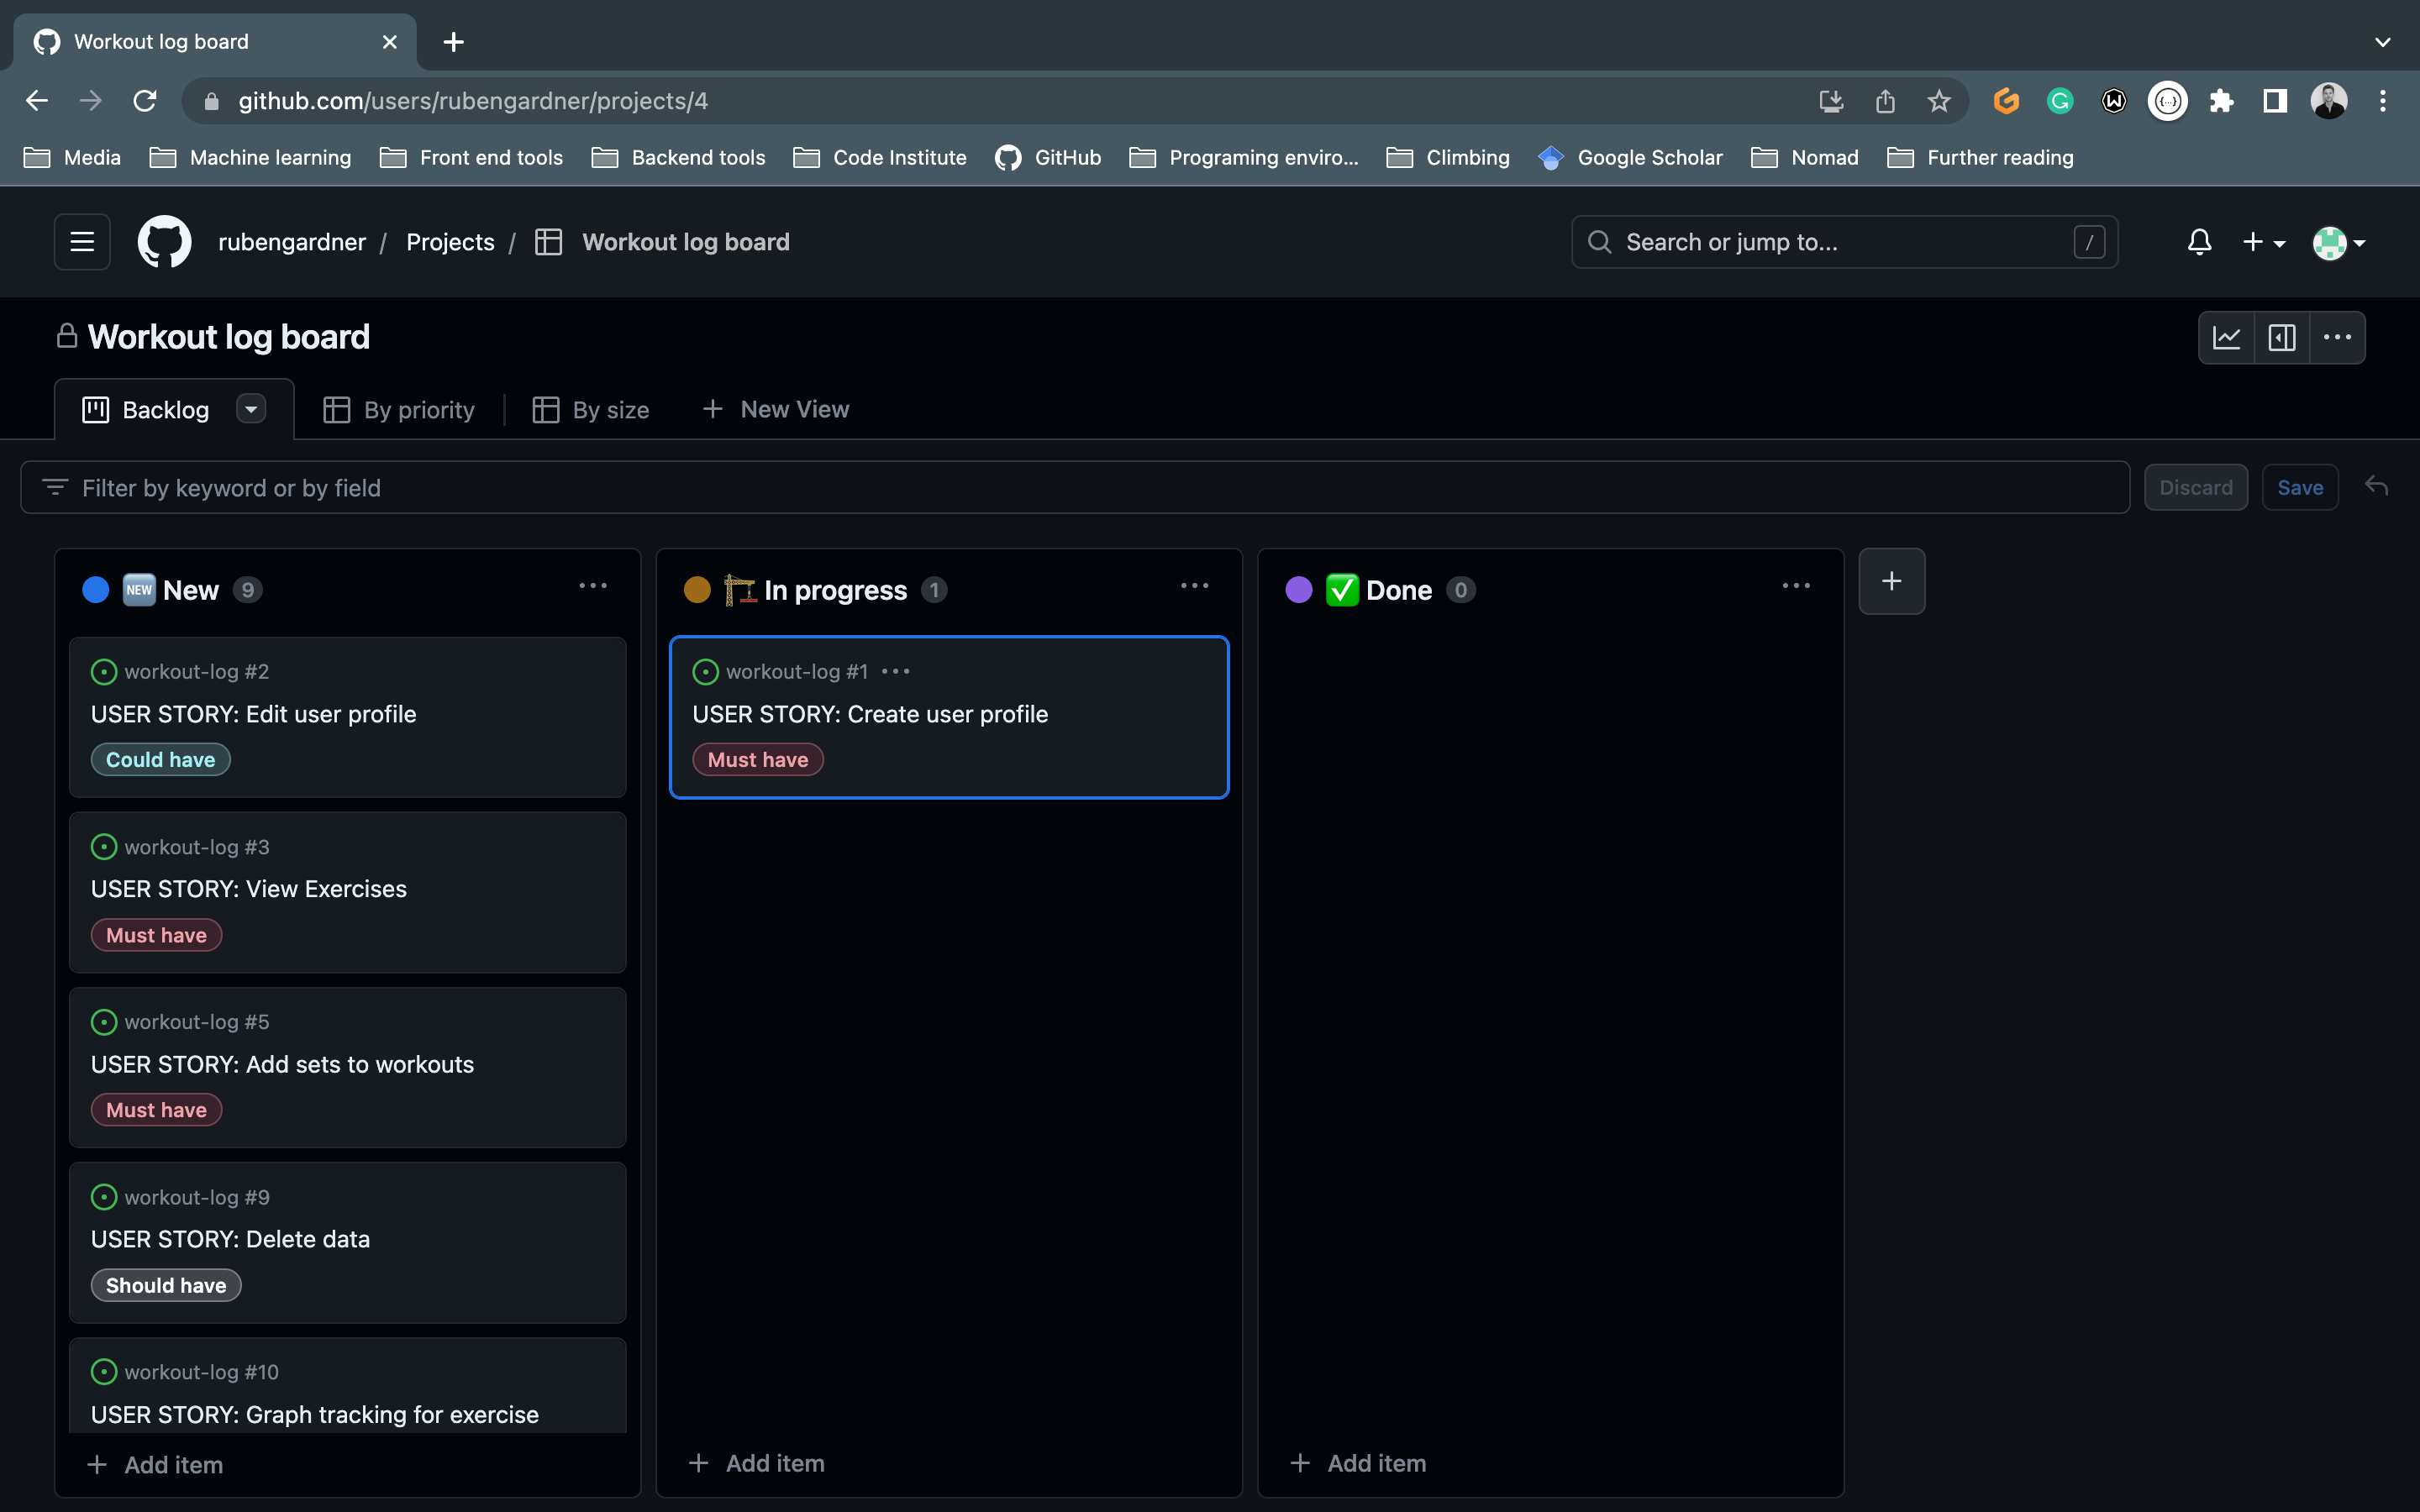 Workout log board
github.com/users/rubengardner/projects/4
Media Machine learning Front end tools Backend tools Code Institute GitHub Programing enviro... Climbing Google Scholar Nomad Further reading
rubengardner / Projects / Workout log board
Search or jump to... /
Workout log board
Backlog By priority By size + New View
Filter by keyword or by field
Discard Save
NEW New 9
workout-log #2
USER STORY: Edit user profile
Could have
workout-log #3
USER STORY: View Exercises
Must have
workout-log #5
USER STORY: Add sets to workouts
Must have
workout-log #9
USER STORY: Delete data
Should have
workout-log #10
USER STORY: Graph tracking for exercise
+ Add item
In progress 1
workout-log #1
USER STORY: Create user profile
Must have
+ Add item
Done 0
+ Add item